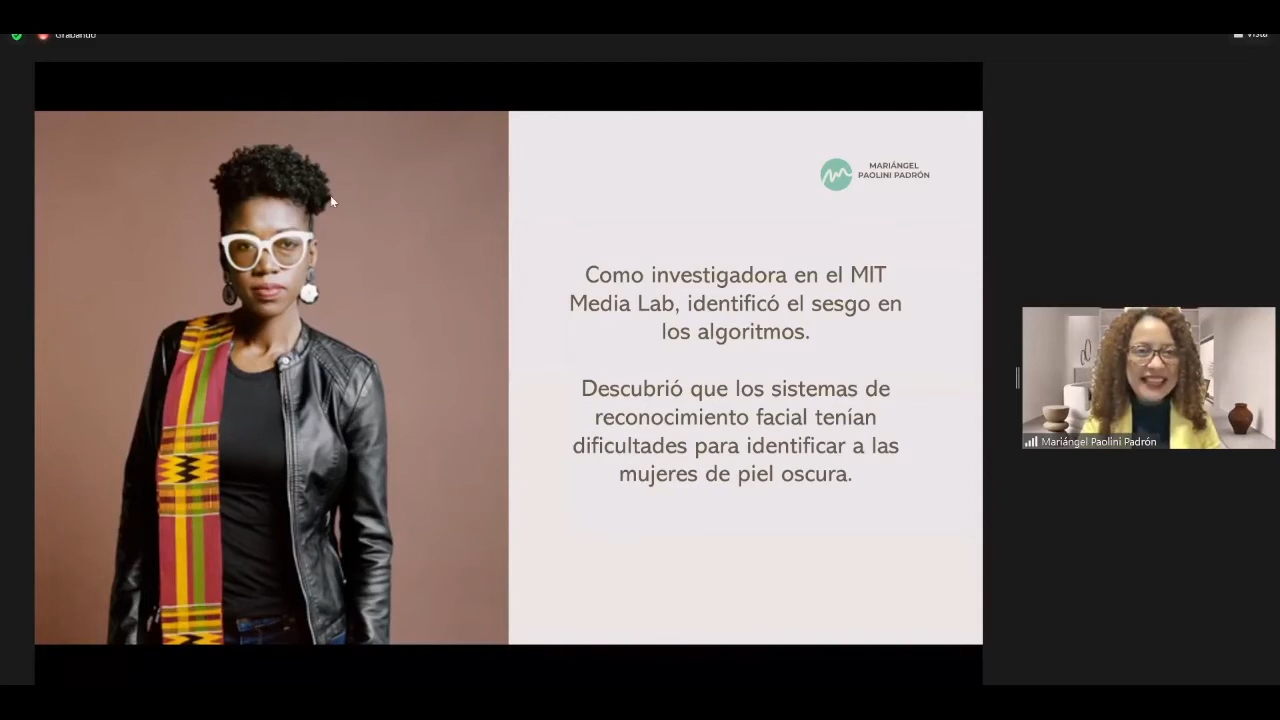 Grabando
Vista
MARIÁNGEL
PAOLINI PADRÓN
Como investigadora en el MIT
Media Lab, identificó el sesgo en
los algoritmos.
Descubrió que los sistemas de
reconocimiento facial tenían
dificultades para identificar a las
mujeres de piel oscura.
Mariángel Paolini Padrón